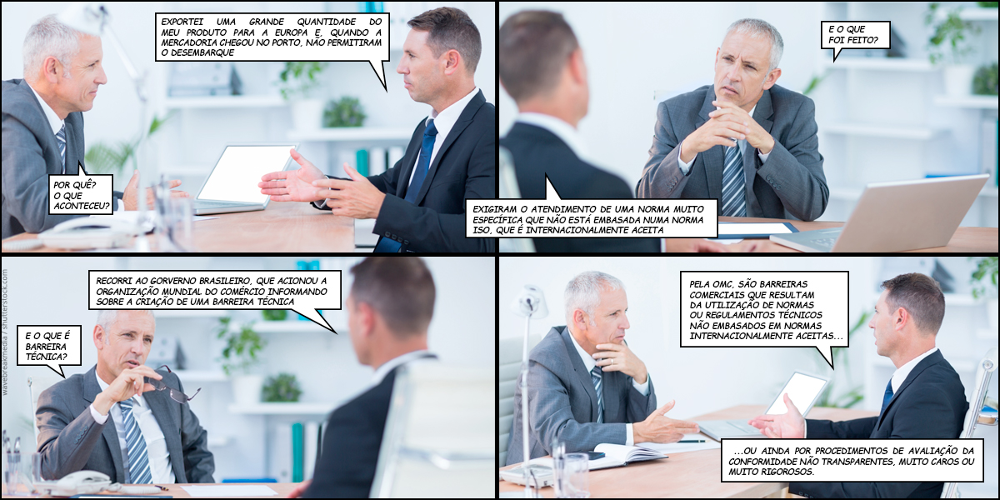 EXPORTEI UMA GRANDE QUANTIDADE DO
MEU PRODUTO PARA A EUROPA E, QUANDO A
MERCADORIA CHEGOU NO PORTO, NÃO PERMITIRAM
O DESEMBARQUE
POR QUÊ?
O QUE
ACONTECEU?
EXIGIRAM O ATENDIMENTO DE UMA NORMA MUITO
ESPECÍFICA QUE NÃO ESTÁ EMBASADA NUMA NORMA
ISO, QUE É INTERNACIONALMENTE ACEITA
E O QUE
FOI FEITO?
RECORRI AO GORVERNO BRASILEIRO, QUE ACIONOU A
ORGANIZAÇÃO MUNDIAL DO COMÉRCIO INFORMANDO
SOBRE A CRIAÇÃO DE UMA BARREIRA TÉCNICA
E O QUE É
BARREIRA
TÉCNICA?
wavebreakmedia / shutterstock.com
PELA OMC, SÃO BARREIRAS
COMERCIAIS QUE RESULTAM
DA UTILIZAÇÃO DE NORMAS
OU REGULAMENTOS TÉCNICOS
NÃO EMBASADOS EM NORMAS
INTERNACIONALMENTE ACEITAS...
...OU AINDA POR PROCEDIMENTOS DE AVALIAÇÃO DA
CONFORMIDADE NÃO TRANSPARENTES, MUITO CAROS OU
MUITO RIGOROSOS.